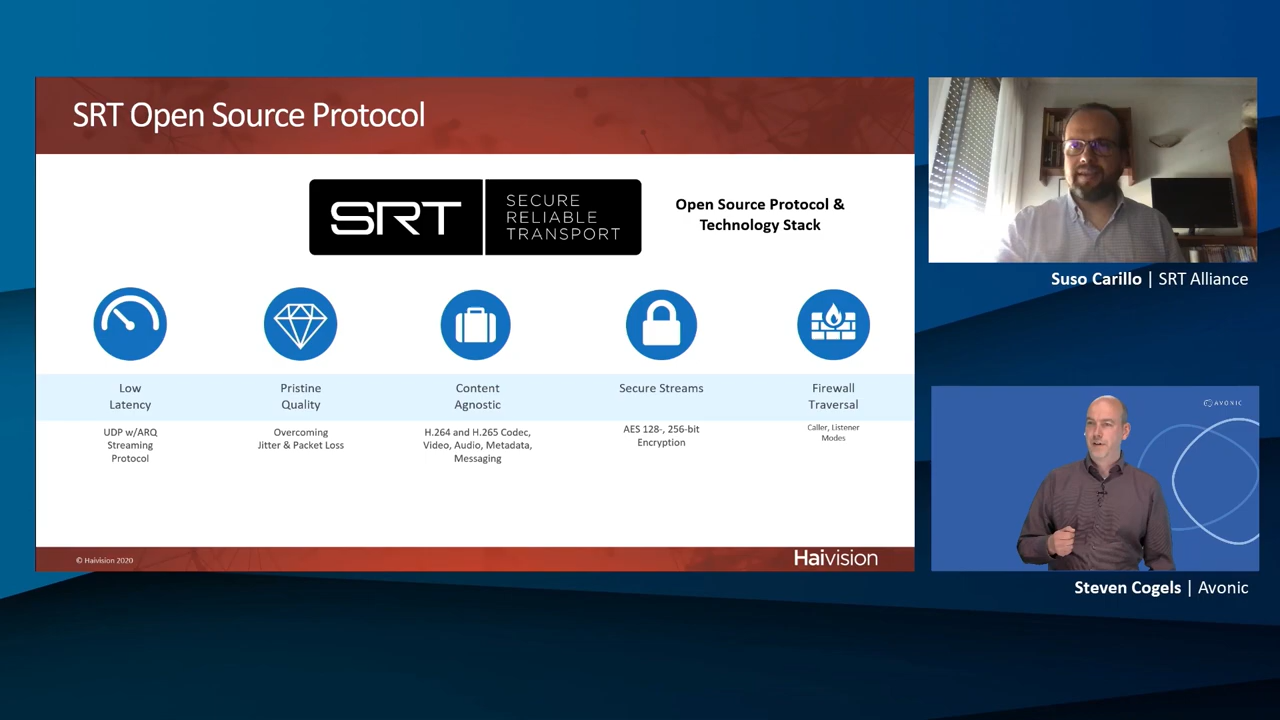 SRT Open Source Protocol
SRT
SECURE
RELIABLE
TRANSPORT
Open Source Protocol &
Technology Stack
Low
Latency
UDP w/ARQ
Streaming
Protocol
Pristine
Quality
Overcoming
Jitter & Packet Loss
Content
Agnostic
H.264 and H.265 Codec,
Video, Audio, Metadata,
Messaging
Secure Streams
AES 128-, 256-bit
Encryption
Firewall
Traversal
Caller, Listener
Modes
© Haivision 2020
Haivision
Suso Carillo | SRT Alliance
AVONIC
Steven Cogels | Avonic